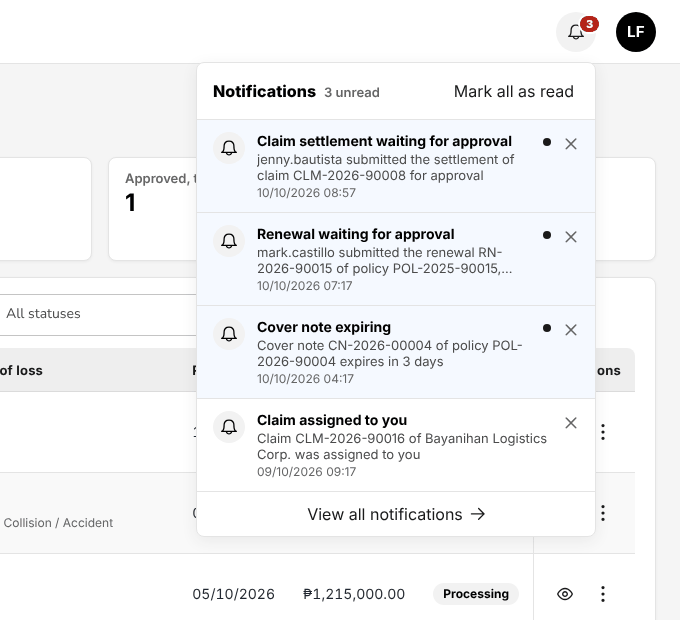 3
LF
Notifications 3 unread Mark all as read
Claim settlement waiting for approval
jenny.bautista submitted the settlement of
claim CLM-2026-90008 for approval
10/10/2026 08:57
Renewal waiting for approval
mark.castillo submitted the renewal RN-
2026-90015 of policy POL-2025-90015,...
10/10/2026 07:17
Cover note expiring
Cover note CN-2026-00004 of policy POL-
2026-90004 expires in 3 days
10/10/2026 04:17
Claim assigned to you
Claim CLM-2026-90016 of Bayanihan Logistics
Corp. was assigned to you
09/10/2026 09:17
View all notifications →
Approved,
1
All statuses
of loss
ons
Collision / Accident
05/10/2026 ₱1,215,000.00 Processing